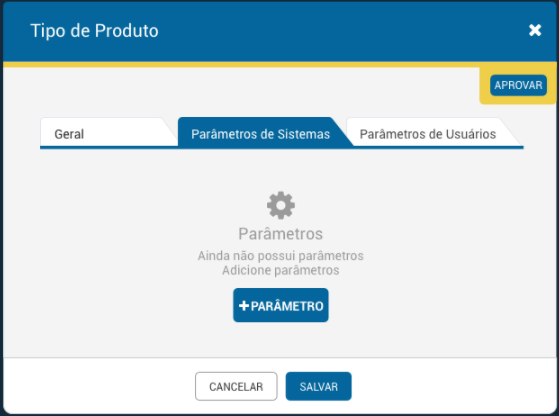 Tipo de Produto
APROVAR
Geral
Parâmetros de Sistemas
Parâmetros de Usuários
Parâmetros
Ainda não possui parâmetros
Adicione parâmetros
+PARÂMETRO
CANCELAR
SALVAR